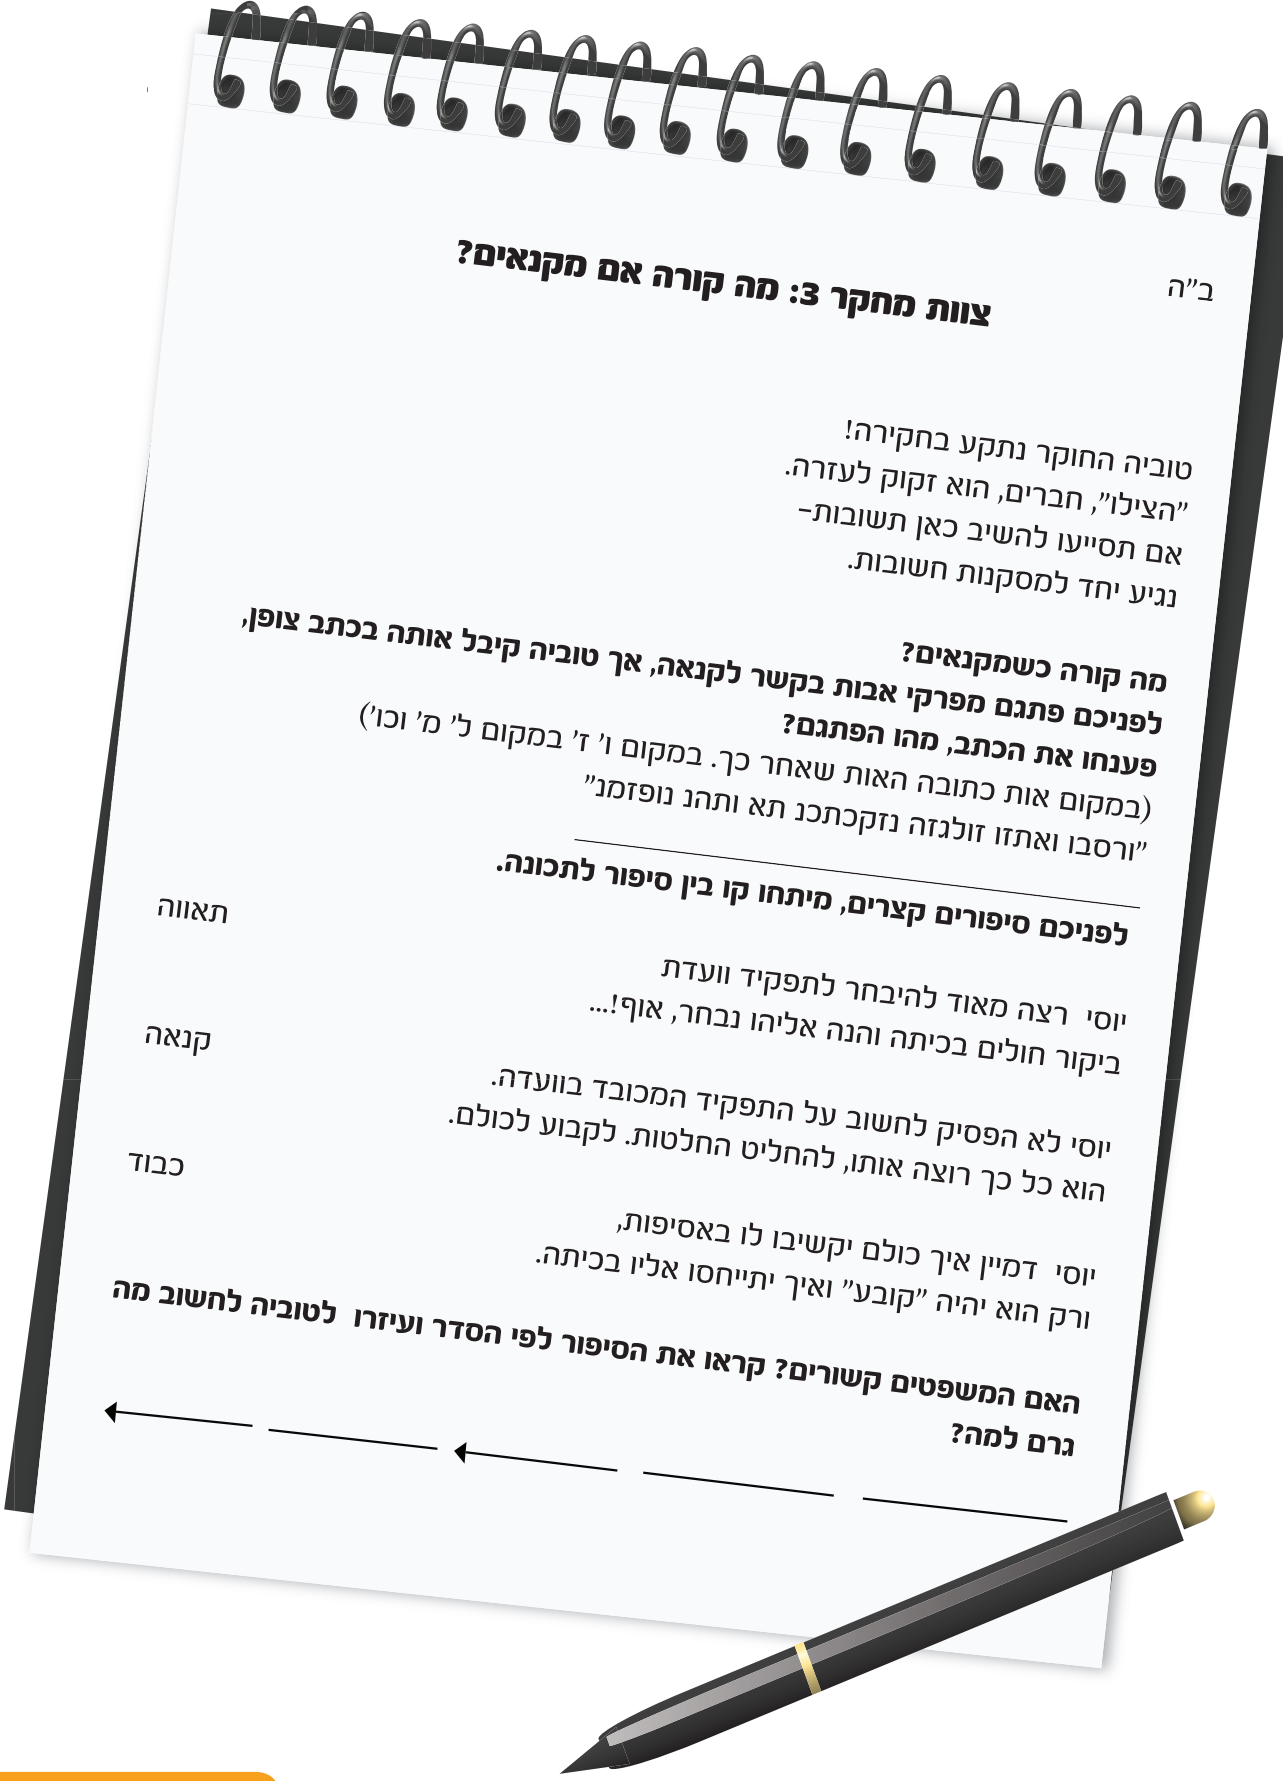 ב"ה
צוות מחקר 3: מה קורה אם מקנאים?
טוביה החוקר נתקע בחקירה!
"הצילו", חברים, הוא זקוק לעזרה.
אם תסייעו להשיב כאן תשובות-
נגיע יחד למסקנות חשובות.
מה קורה כשמקנאים?
לפניכם פתגם מפרקי אבות בקשר לקנאה, אך טוביה קיבל אותה בכתב צופן,
פענחו את הכתב, מהו הפתגם?
(במקום אות כתובה האות שאחר כך. במקום ו' ז' במקום ל' מ' וכו')
"ורסבו ואתזו זולגזה נזקכתכנ תא ותהנ נופזמנ"
לפניכם סיפורים קצרים, מיתחו קו בין סיפור לתכונה.
תאווה
יוסי רצה מאוד להיבחר לתפקיד וועדת
ביקור חולים בכיתה והנה אליהו נבחר, אוף!...
קנאה
יוסי לא הפסיק לחשוב על התפקיד המכובד בוועדה.
הוא כל כך רוצה אותו, להחליט החלטות. לקבוע לכולם.
כבוד
יוסי דמיין איך כולם יקשיבו לו באסיפות,
ורק הוא יהיה "קובע" ואיך יתייחסו אליו בכיתה.
האם המשפטים קשורים? קראו את הסיפור לפי הסדר ועיזרו לטוביה לחשוב מה
גרם למה?